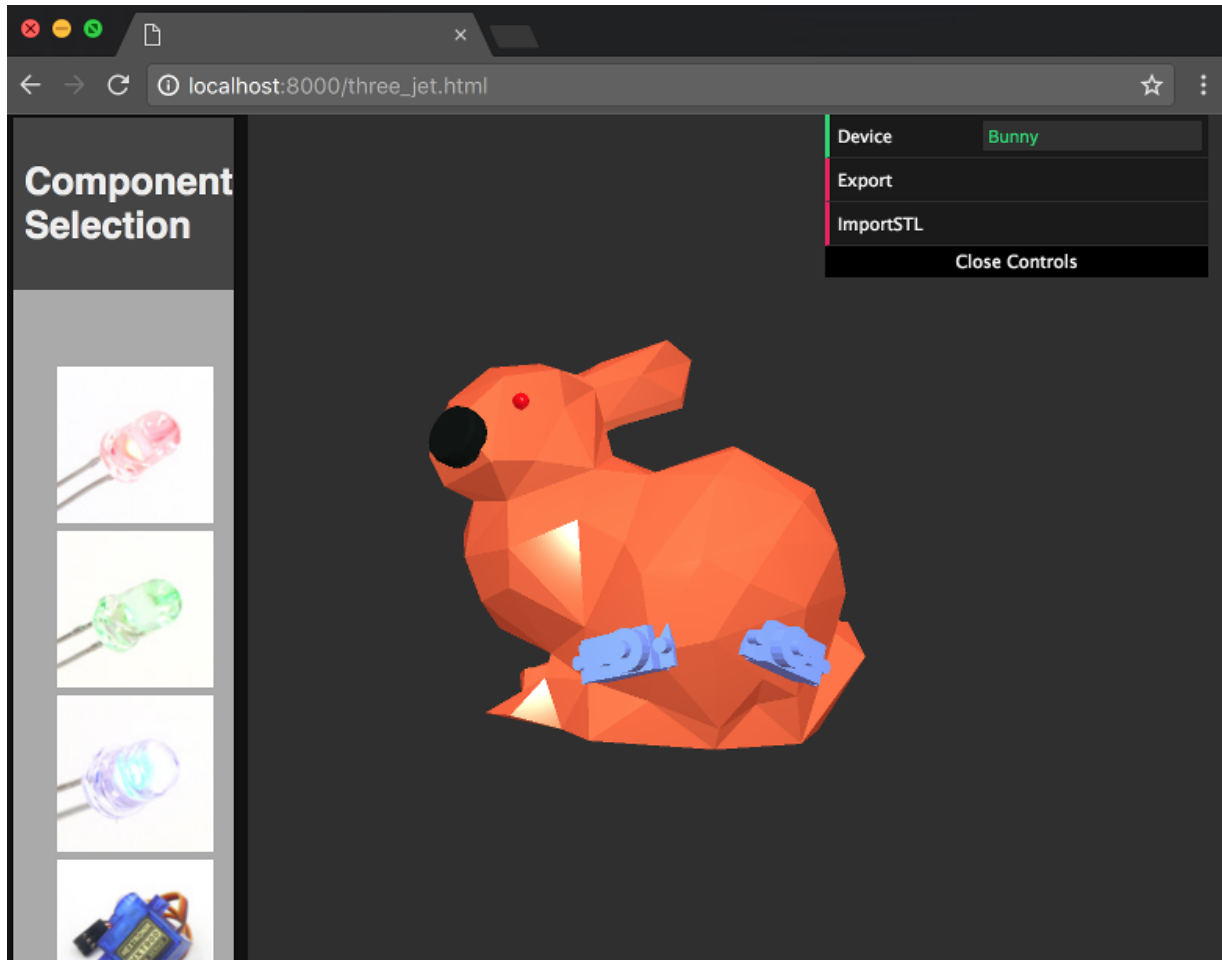 localhost:8000/three_jet.html
Component
Selection
Device Bunny
Export
ImportSTL
Close Controls